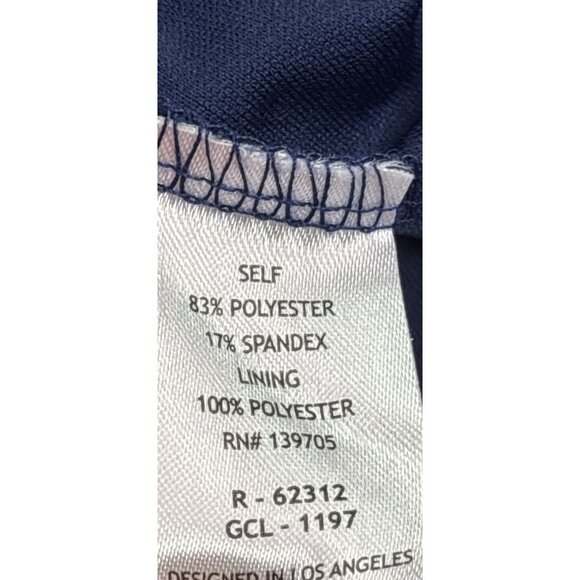 SELF
83% POLYESTER
17% SPANDEX
LINING
100% POLYESTER
RN# 139705
R - 62312
GCL - 1197
DESIGNED IN LOS ANGELES